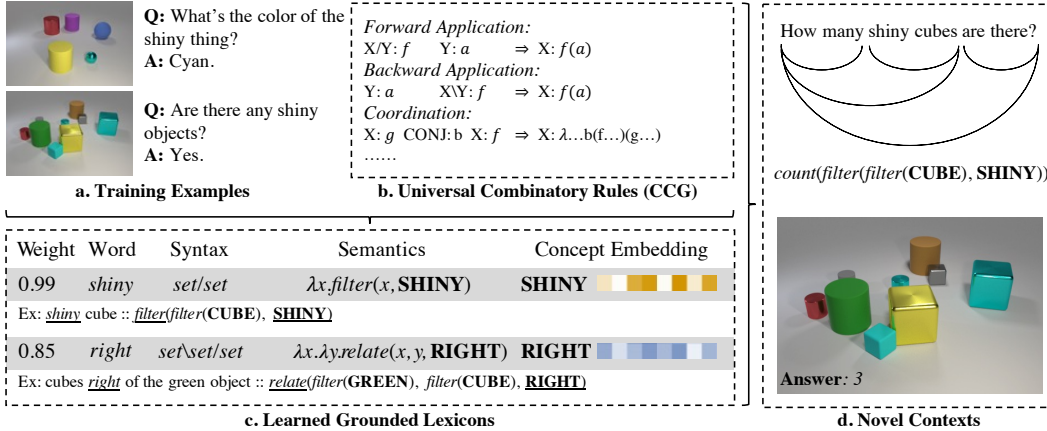 Q: What's the color of the
shiny thing?
A: Cyan.
Q: Are there any shiny
objects?
A: Yes.
a. Training Examples
Forward Application:
X/Y: f Y: a ⇒ X: f(a)
Backward Application:
Y: a X\Y: f ⇒ X: f(a)
Coordination:
X: g CONJ: b X: f ⇒ X: λ…b(f…)(g…)
……
b. Universal Combinatory Rules (CCG)
Weight Word Syntax Semantics Concept Embedding
0.99 shiny set/set λx.filter(x, SHINY) SHINY
Ex: shiny cube :: filter(filter(CUBE), SHINY)
0.85 right set\set/set λx.λy.relate(x, y, RIGHT) RIGHT
Ex: cubes right of the green object :: relate(filter(GREEN), filter(CUBE), RIGHT)
c. Learned Grounded Lexicons
How many shiny cubes are there?
count(filter(filter(CUBE), SHINY))
Answer: 3
d. Novel Contexts